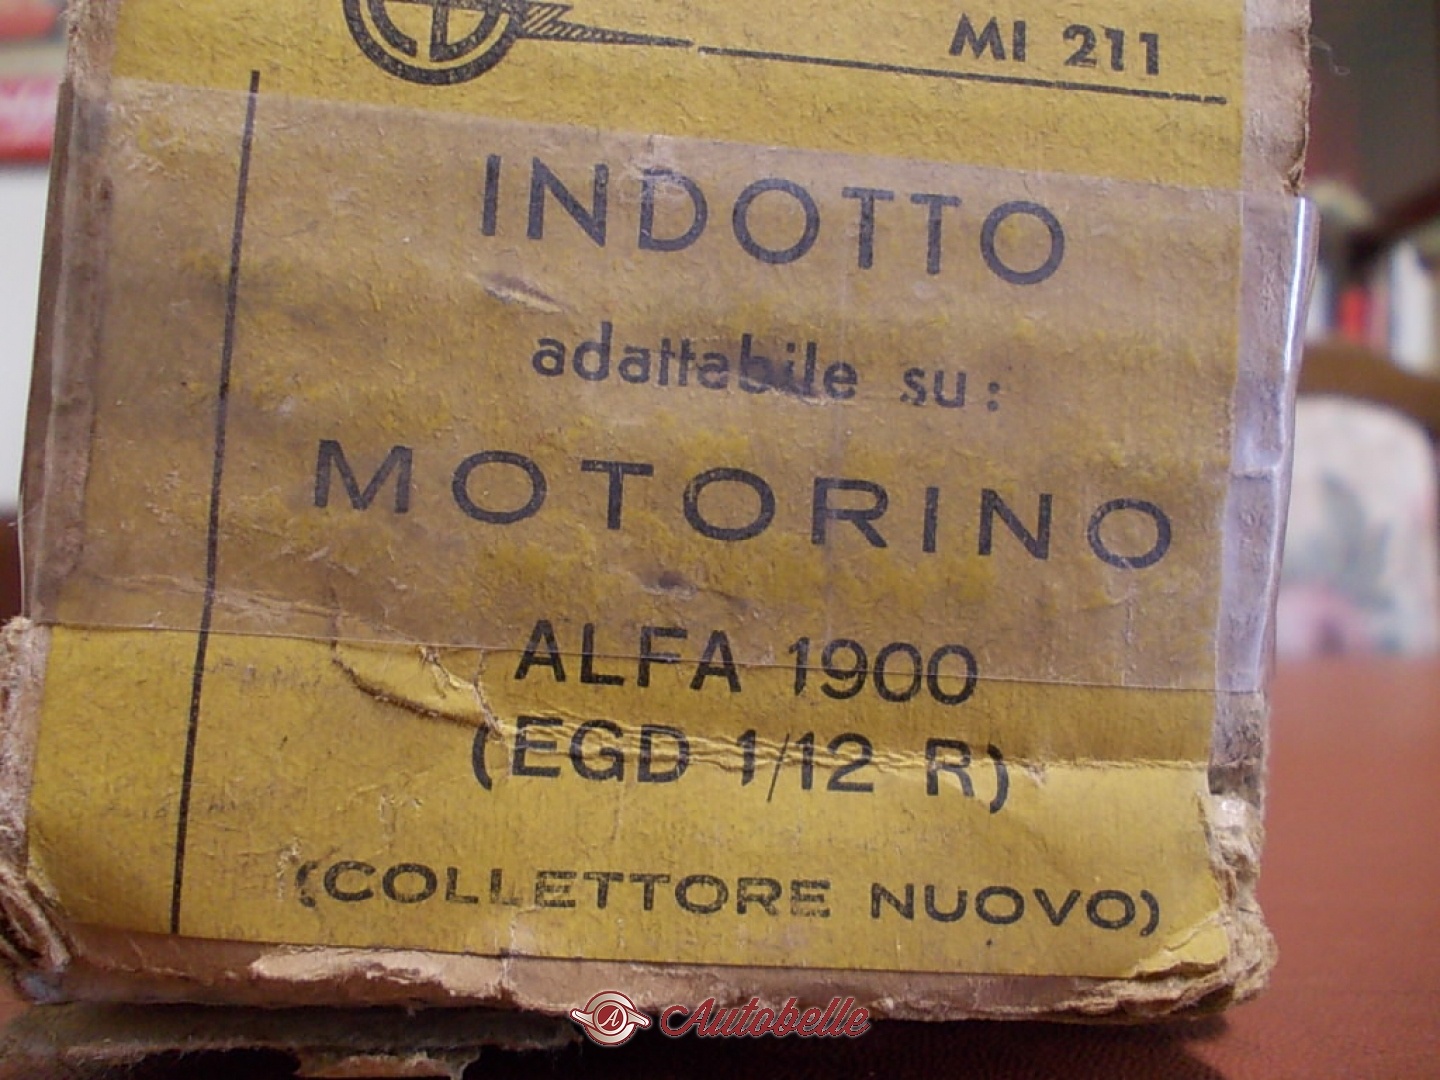 MI 211
INDOTTO
adattabile su:
MOTORINO
ALFA 1900
(EGD 1/12 R)
(COLLETTORE NUOVO)
A Autobelle